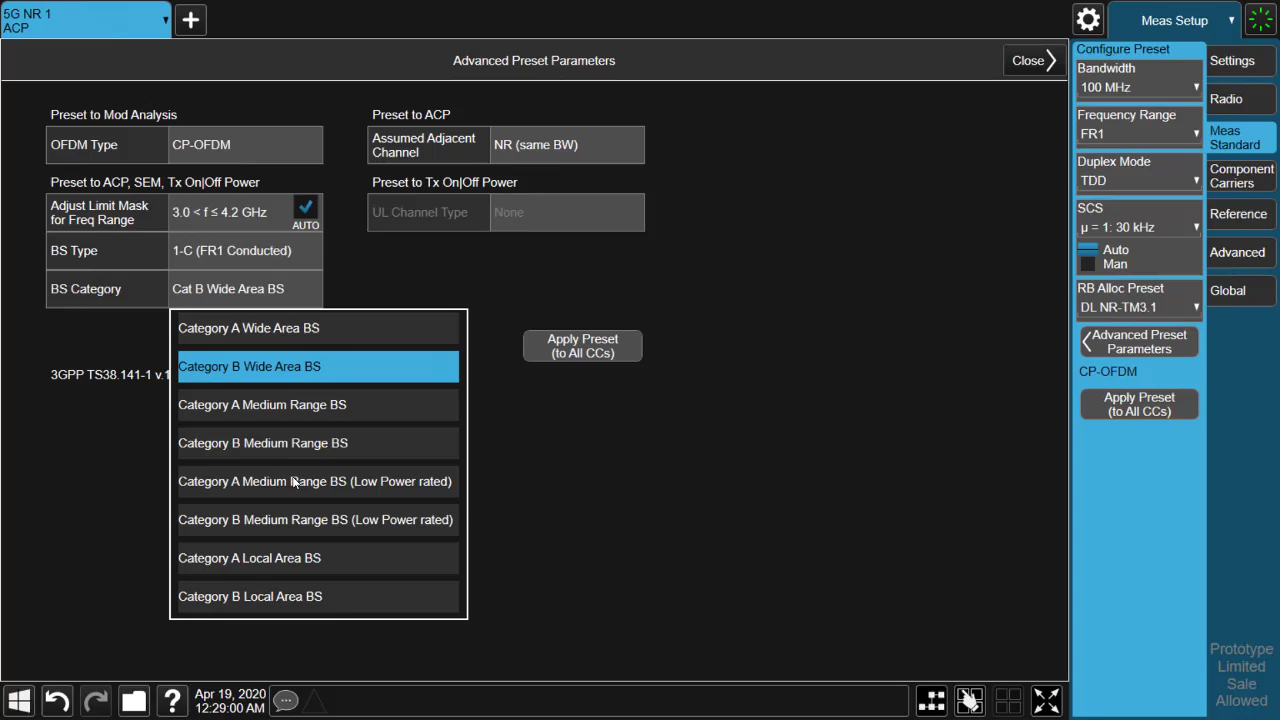 5G NR 1
ACP
Meas Setup
Advanced Preset Parameters
Close
Preset to Mod Analysis
OFDM Type
CP-OFDM
Preset to ACP, SEM, Tx On|Off Power
Adjust Limit Mask
for Freq Range
3.0 < f ≤ 4.2 GHz
AUTO
BS Type
1-C (FR1 Conducted)
BS Category
Cat B Wide Area BS
Category A Wide Area BS
Category B Wide Area BS
Category A Medium Range BS
Category B Medium Range BS
Category A Medium Range BS (Low Power rated)
Category B Medium Range BS (Low Power rated)
Category A Local Area BS
Category B Local Area BS
3GPP TS38.141-1 v.1
Preset to ACP
Assumed Adjacent
Channel
NR (same BW)
Preset to Tx On|Off Power
UL Channel Type
None
Apply Preset
(to All CCs)
Configure Preset
Bandwidth
100 MHz
Frequency Range
FR1
Duplex Mode
TDD
SCS
μ = 1: 30 kHz
Auto
Man
RB Alloc Preset
DL NR-TM3.1
Advanced Preset
Parameters
CP-OFDM
Apply Preset
(to All CCs)
Settings
Radio
Meas
Standard
Component
Carriers
Reference
Advanced
Global
Prototype
Limited
Sale
Allowed
?
Apr 19, 2020
12:29:00 AM